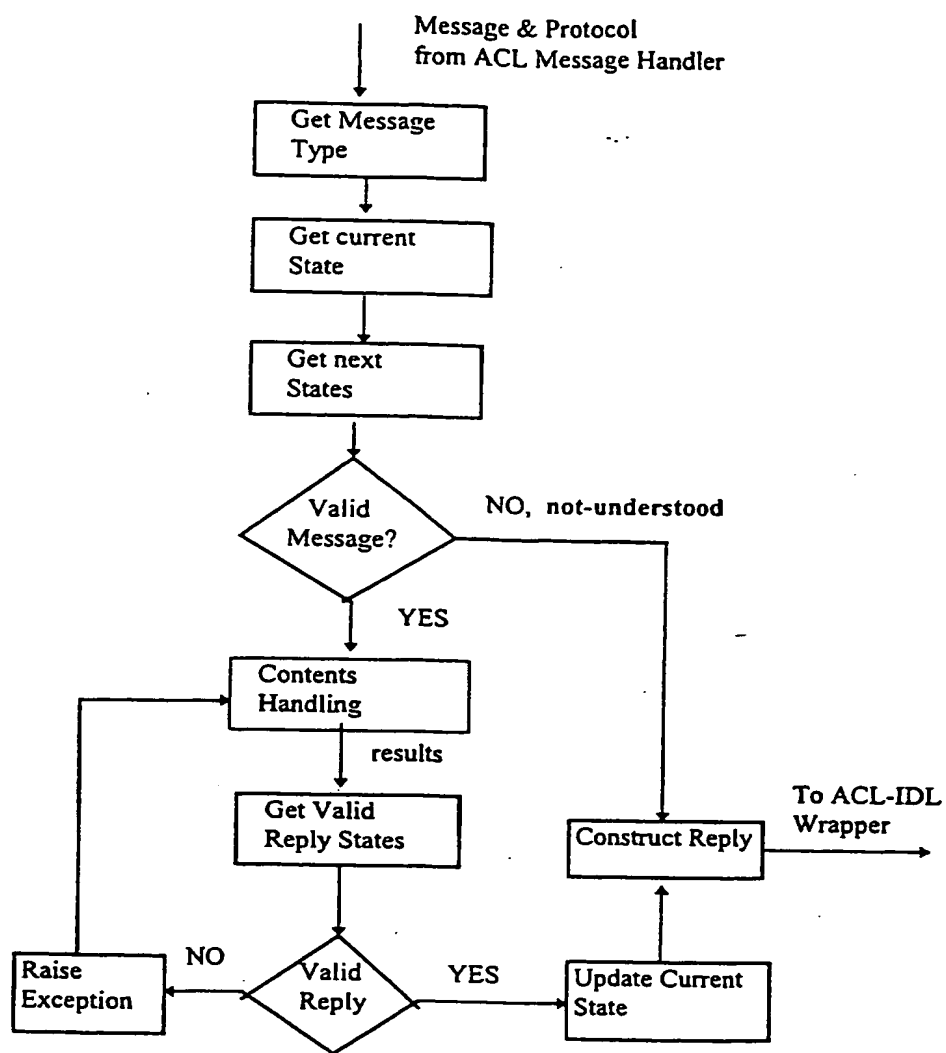 Message & Protocol
from ACL Message Handler
Get Message
Type
Get current
State
Get next
States
Valid
Message?
NO, not-understood
YES
Contents
Handling
results
Get Valid
Reply States
To ACL-IDL
Wrapper
Construct Reply
NO
Valid
Reply
YES
Raise
Exception
Update Current
State